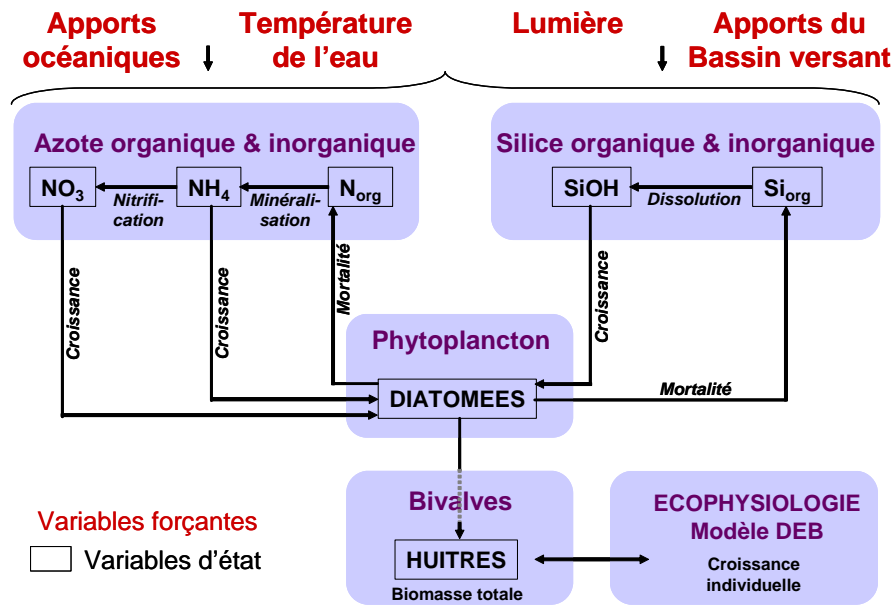 Apports
océaniques
Température
de l'eau
Lumière
Apports du
Bassin versant
Azote organique & inorganique
NO3
NH4
Norg
Nitrifi-
cation
Minérali-
sation
Silice organique & inorganique
SiOH
Siorg
Dissolution
Croissance
Croissance
Mortalité
Croissance
Mortalité
Phytoplancton
DIATOMEES
Bivalves
HUITRES
Biomasse totale
ECOPHYSIOLOGIE
Modèle DEB
Croissance
individuelle
Variables forçantes
Variables d'état